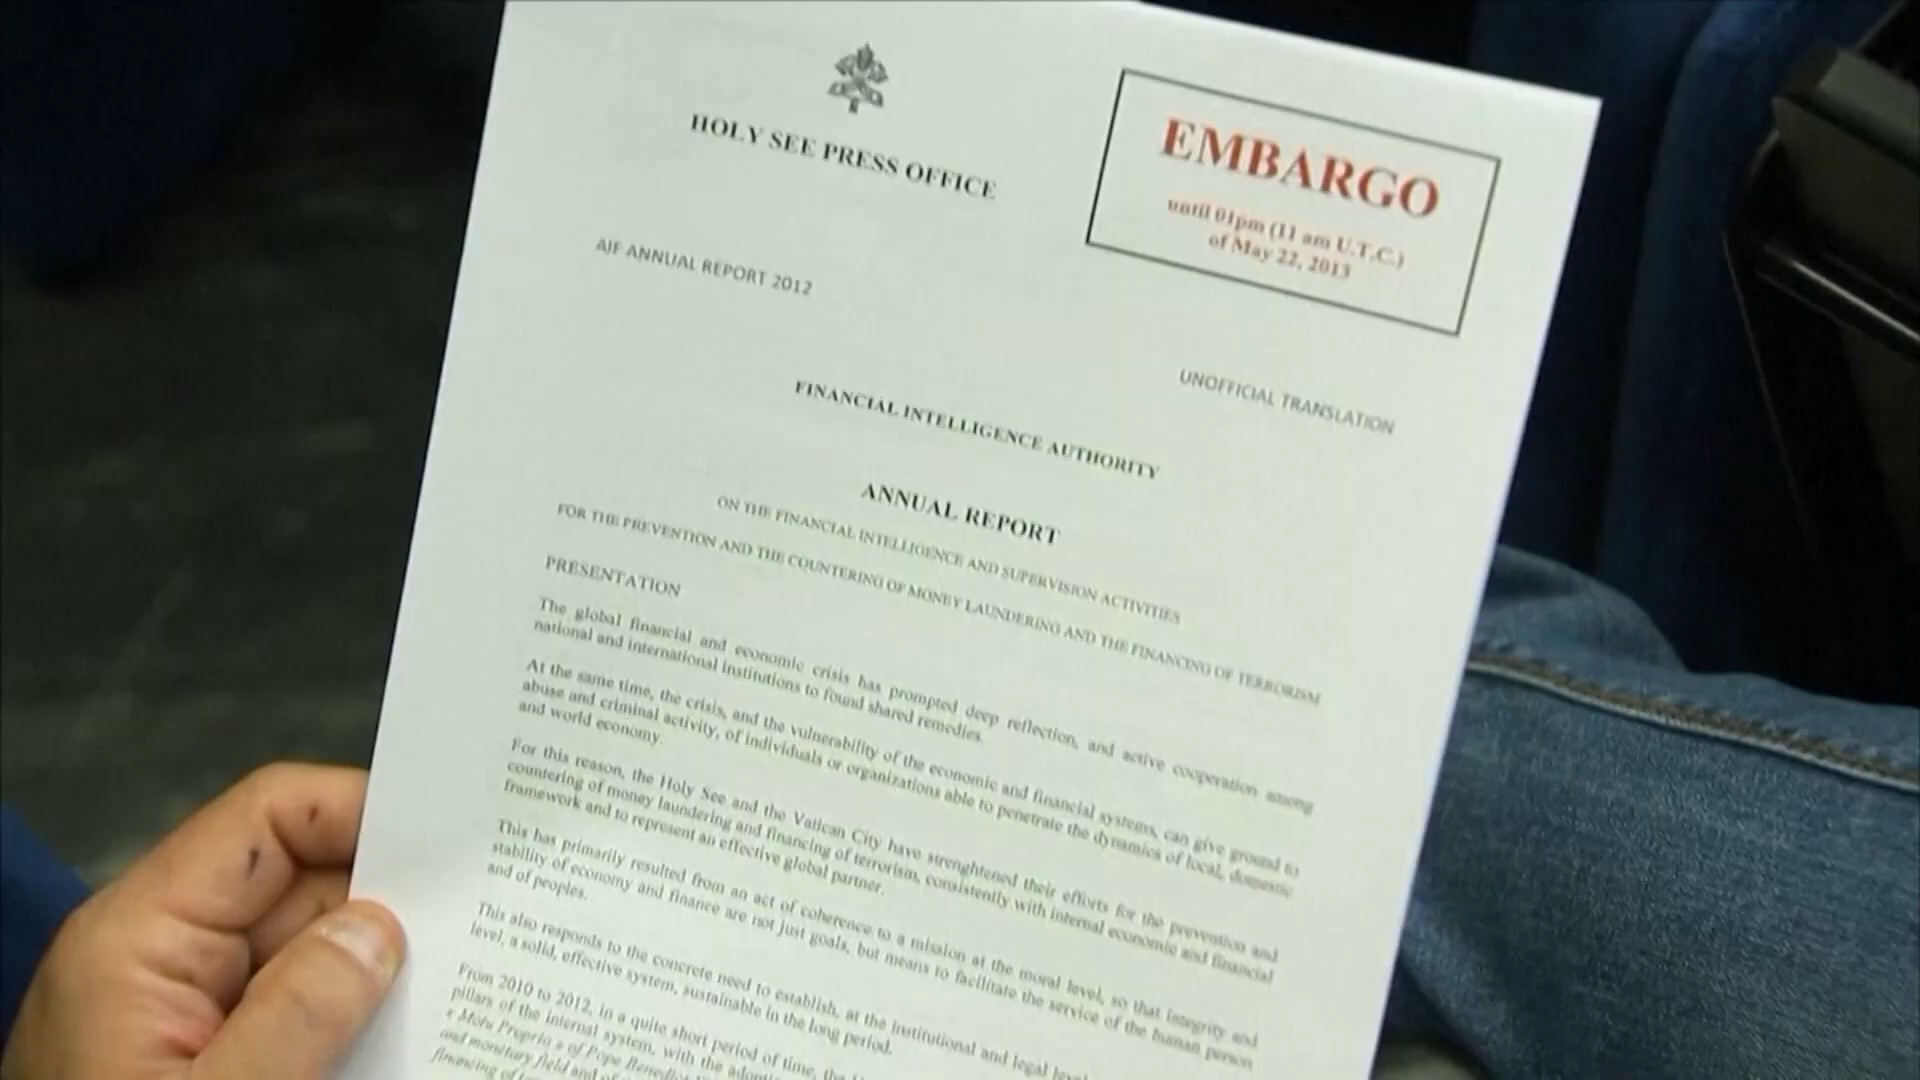 HOLY SEE PRESS OFFICE
EMBARGO
until 01pm (11 am U.T.C.)
of May 22, 2013
AIF ANNUAL REPORT 2012
UNOFFICIAL TRANSLATION
FINANCIAL INTELLIGENCE AUTHORITY
ANNUAL REPORT
ON THE FINANCIAL INTELLIGENCE AND SUPERVISION ACTIVITIES
FOR THE PREVENTION AND THE COUNTERING OF MONEY LAUNDERING AND THE FINANCING OF TERRORISM
PRESENTATION
The global financial and economic crisis has prompted deep reflection, and active cooperation among
national and international institutions to found shared remedies.
At the same time, the crisis, and the vulnerability of the economic and financial systems, can give ground to
abuse and criminal activity, of individuals or organizations able to penetrate the dynamics of local, domestic
and world economy.
For this reason, the Holy See and the Vatican City have strenghtened their efforts for the prevention and
countering of money laundering and financing of terrorism, consistently with internal economic and financial
framework and to represent an effective global partner.
This has primarily resulted from an act of coherence to a mission at the moral level, so that integrity and
stability of economy and finance are not just goals, but means to facilitate the service of the human person
and of peoples.
This also responds to the concrete need to establish, at the institutional and legal level
level, a solid, effective system, sustainable in the long period.
From 2010 to 2012, in a quite short period of time, the
pillars of the internal system, with the
« Motu Proprio » of Pope Benedict
and monetary field and of
financing of